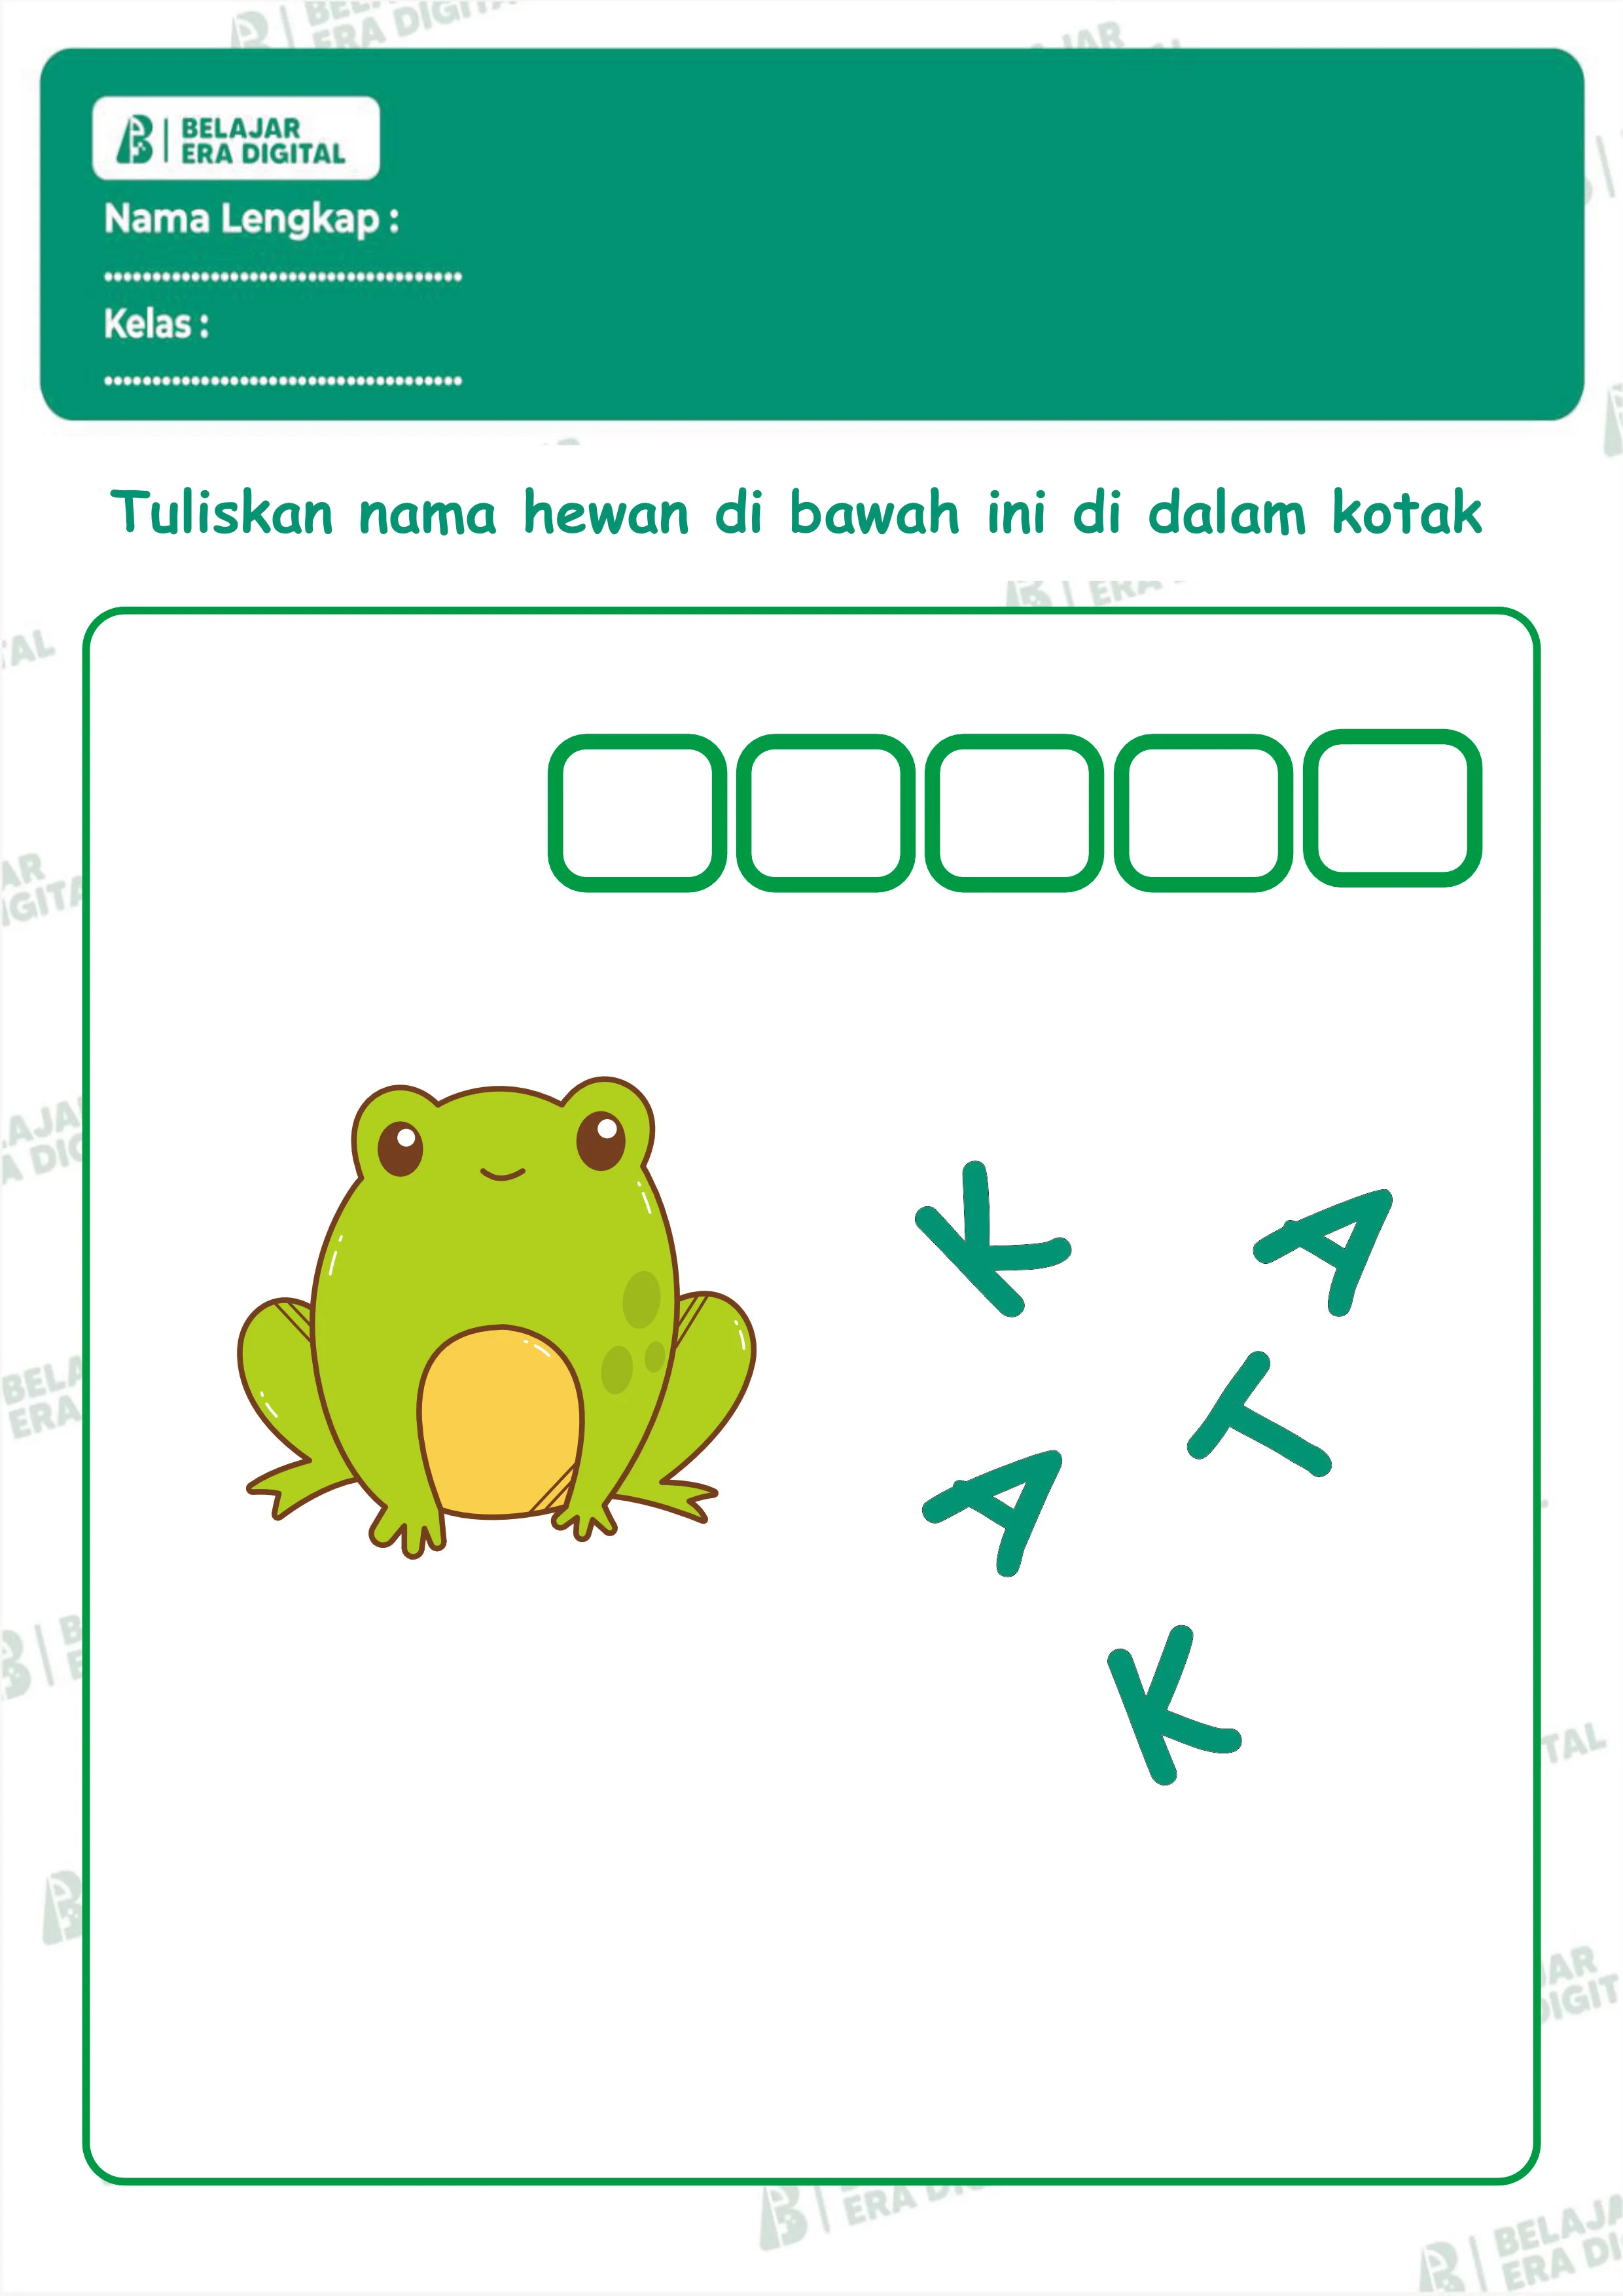 BELAJAR
ERA DIGITAL
Nama Lengkap :
.....................................
Kelas :
.....................................
Tuliskan nama hewan di bawah ini di dalam kotak
K
A
T
A
K